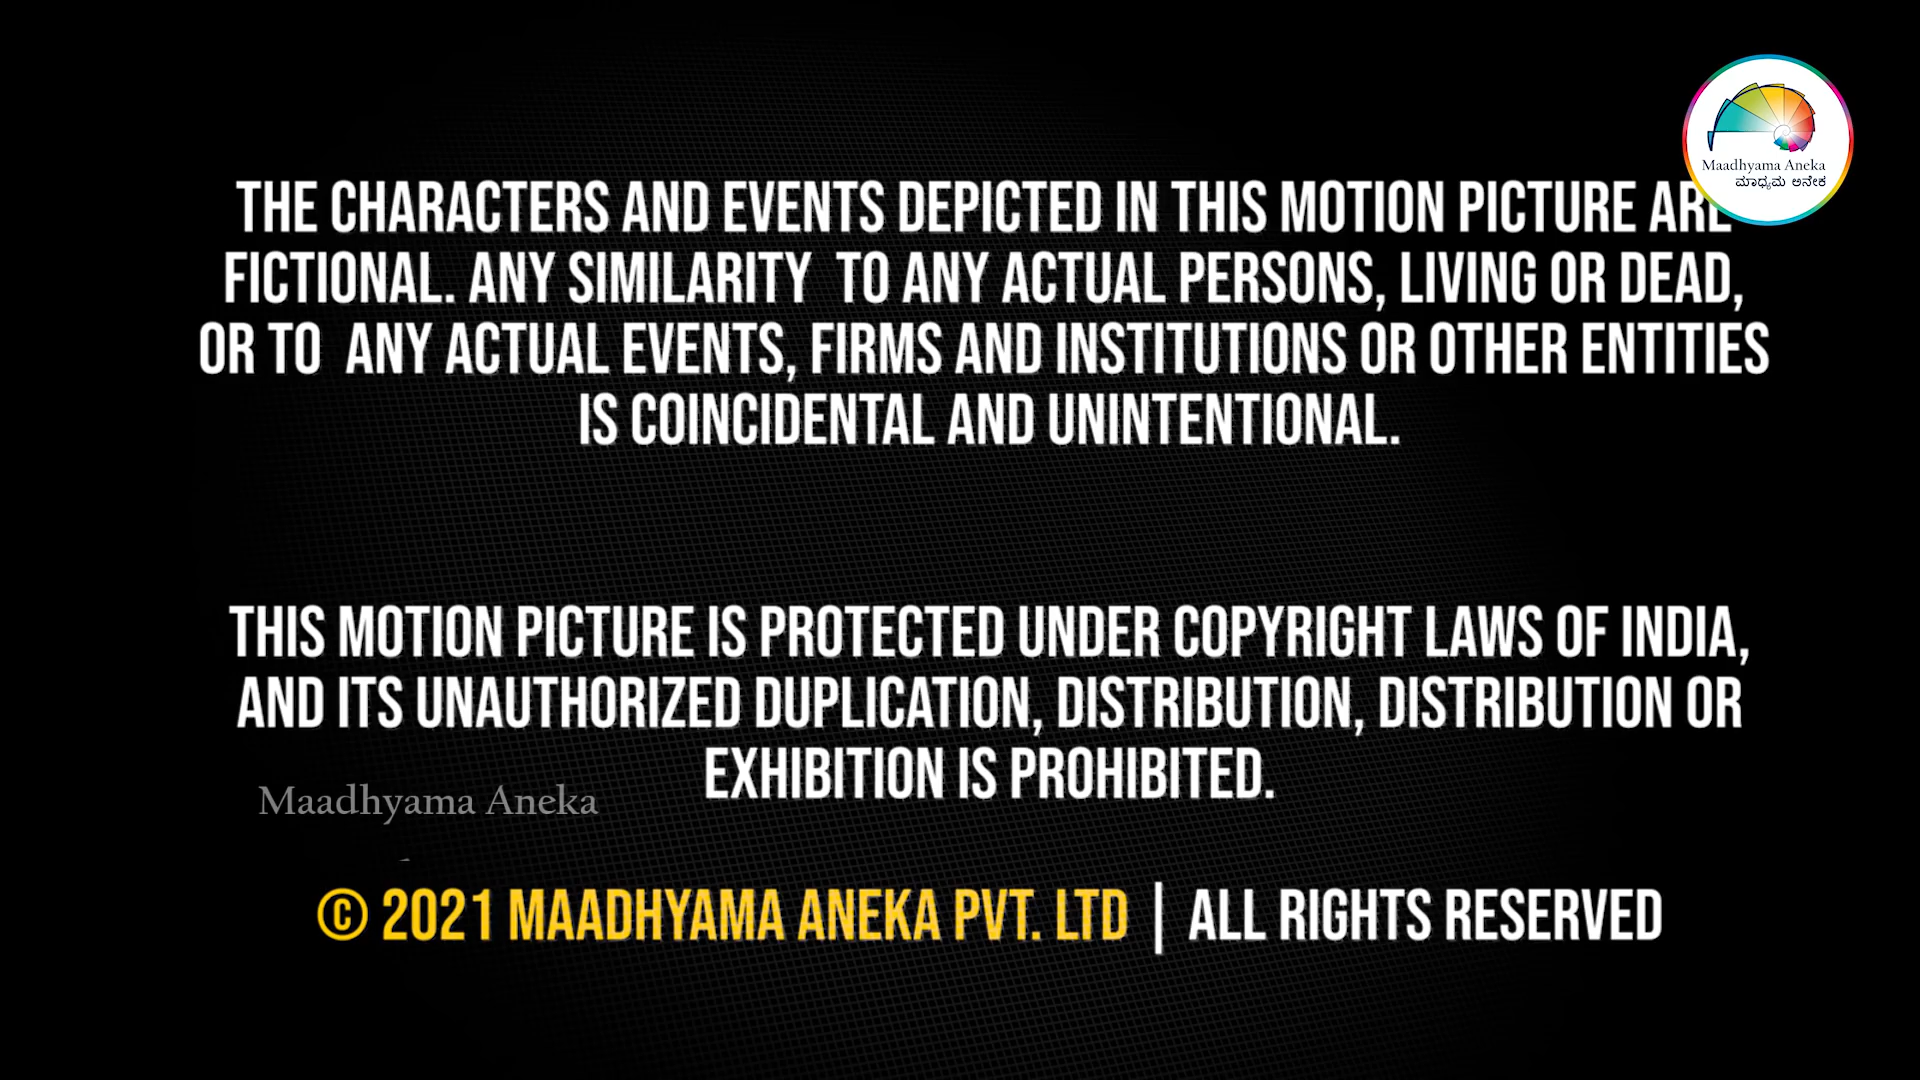 Maadhyama Aneka
ಮಾಧ್ಯಮ ಅನೇಕ
THE CHARACTERS AND EVENTS DEPICTED IN THIS MOTION PICTURE ARE
FICTIONAL. ANY SIMILARITY TO ANY ACTUAL PERSONS, LIVING OR DEAD,
OR TO ANY ACTUAL EVENTS, FIRMS AND INSTITUTIONS OR OTHER ENTITIES
IS COINCIDENTAL AND UNINTENTIONAL.
THIS MOTION PICTURE IS PROTECTED UNDER COPYRIGHT LAWS OF INDIA,
AND ITS UNAUTHORIZED DUPLICATION, DISTRIBUTION, DISTRIBUTION OR
EXHIBITION IS PROHIBITED.
Maadhyama Aneka
© 2021 MAADHYAMA ANEKA PVT. LTD | ALL RIGHTS RESERVED